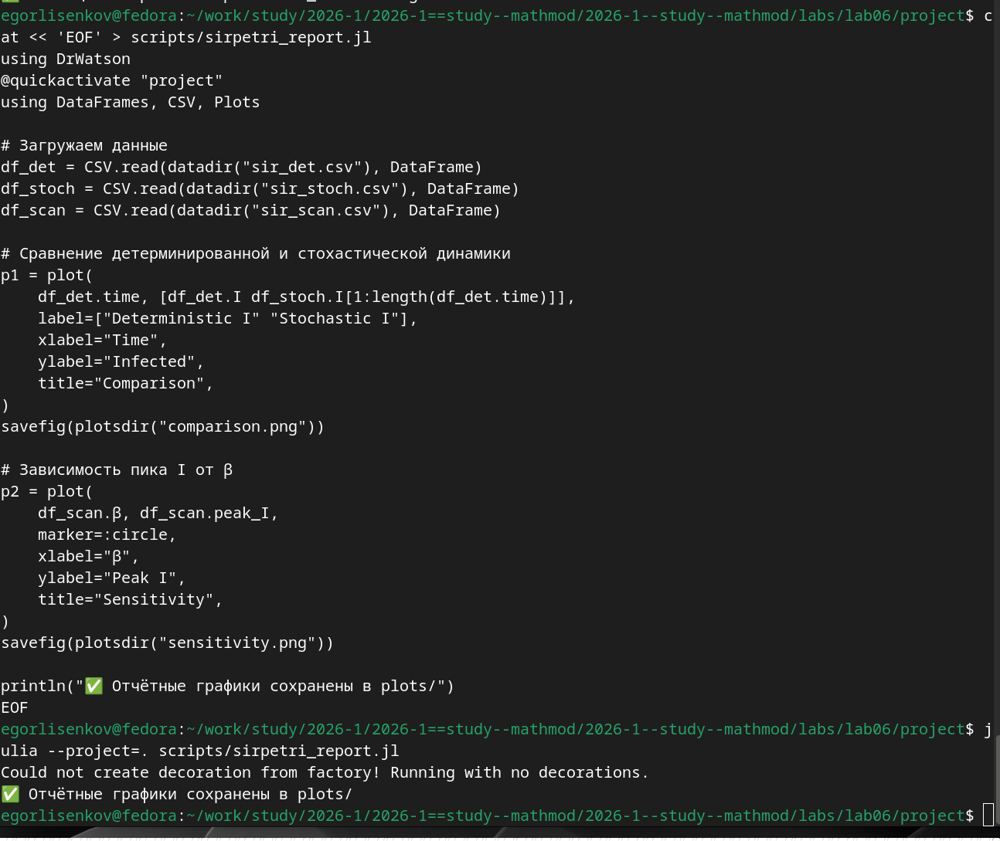 egorlisenkov@fedora:~/work/study/2026-1/2026-1==study--mathmod/2026-1--study--mathmod/labs/lab06/project$ c
at << 'EOF' > scripts/sirpetri_report.jl
using DrWatson
@quickactivate "project"
using DataFrames, CSV, Plots

# Загружаем данные
df_det = CSV.read(datadir("sir_det.csv"), DataFrame)
df_stoch = CSV.read(datadir("sir_stoch.csv"), DataFrame)
df_scan = CSV.read(datadir("sir_scan.csv"), DataFrame)

# Сравнение детерминированной и стохастической динамики
p1 = plot(
    df_det.time, [df_det.I df_stoch.I[1:length(df_det.time)]],
    label=["Deterministic I" "Stochastic I"],
    xlabel="Time",
    ylabel="Infected",
    title="Comparison",
)
savefig(plotsdir("comparison.png"))

# Зависимость пика I от β
p2 = plot(
    df_scan.β, df_scan.peak_I,
    marker=:circle,
    xlabel="β",
    ylabel="Peak I",
    title="Sensitivity",
)
savefig(plotsdir("sensitivity.png"))

println("✅ Отчётные графики сохранены в plots/")
EOF
egorlisenkov@fedora:~/work/study/2026-1/2026-1==study--mathmod/2026-1--study--mathmod/labs/lab06/project$ j
ulia --project=. scripts/sirpetri_report.jl
Could not create decoration from factory! Running with no decorations.
✅ Отчётные графики сохранены в plots/
egorlisenkov@fedora:~/work/study/2026-1/2026-1==study--mathmod/2026-1--study--mathmod/labs/lab06/project$